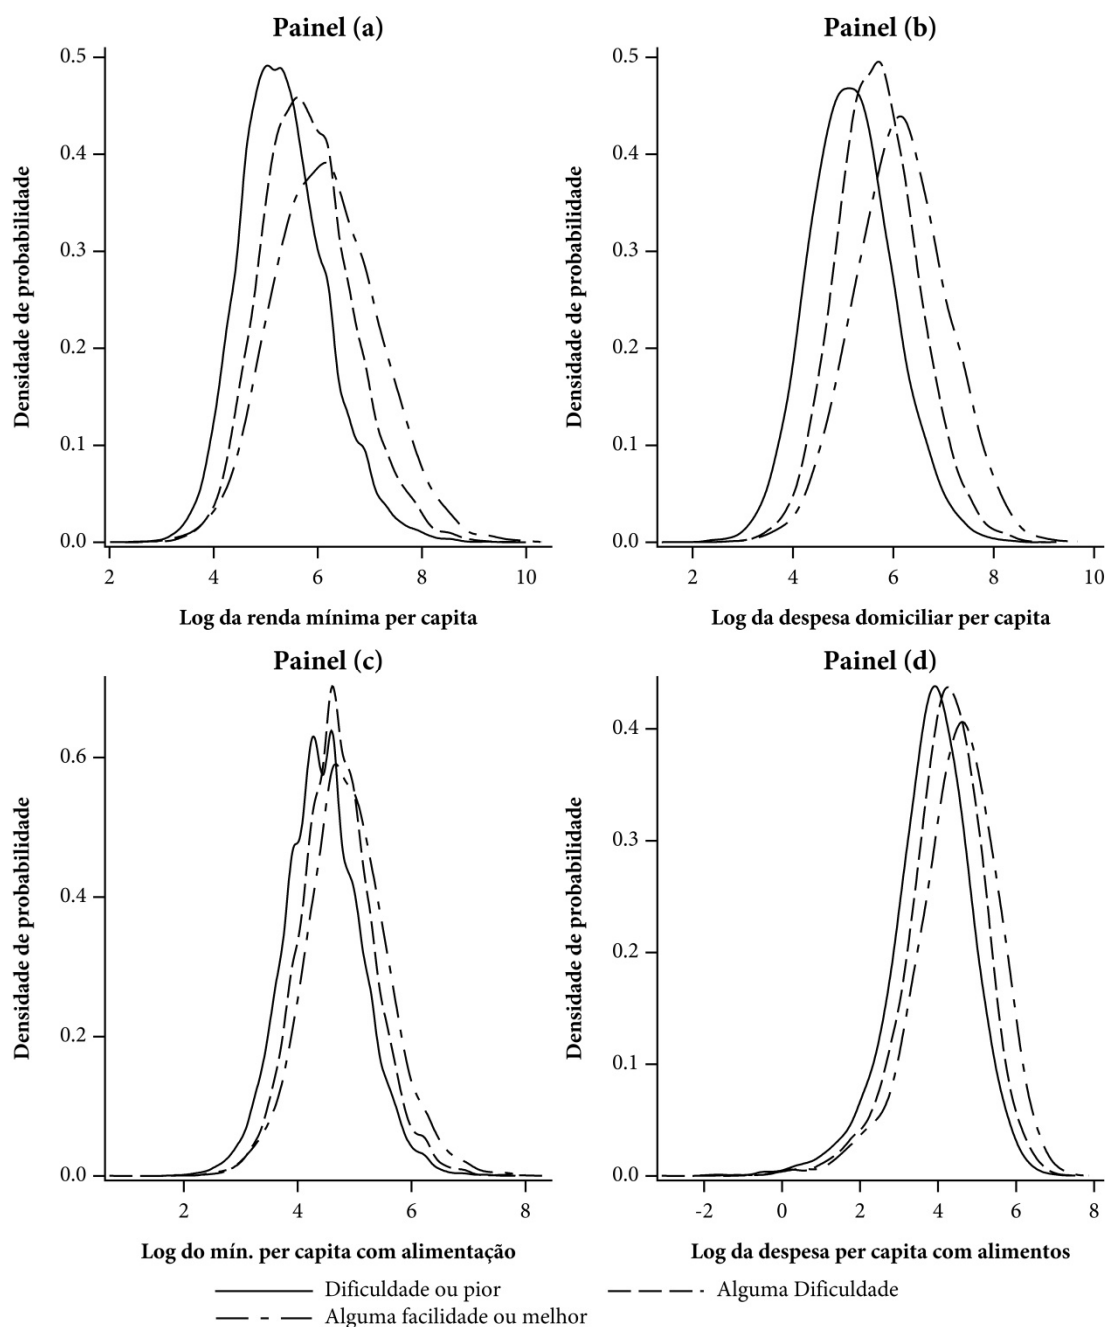 Painel (a)
0.5
0.4
0.3
0.2
0.1
0.0
Densidade de probabilidade
2 4 6 8 10
Log da renda mínima per capita
Painel (b)
0.5
0.4
0.3
0.2
0.1
0.0
Densidade de probabilidade
2 4 6 8 10
Log da despesa domiciliar per capita
Painel (c)
0.6
0.4
0.2
0.0
Densidade de probabilidade
2 4 6 8
Log do mín. per capita com alimentação
Painel (d)
0.4
0.3
0.2
0.1
0.0
Densidade de probabilidade
-2 0 2 4 6 8
Log da despesa per capita com alimentos
Dificuldade ou pior
Alguma Dificuldade
Alguma facilidade ou melhor